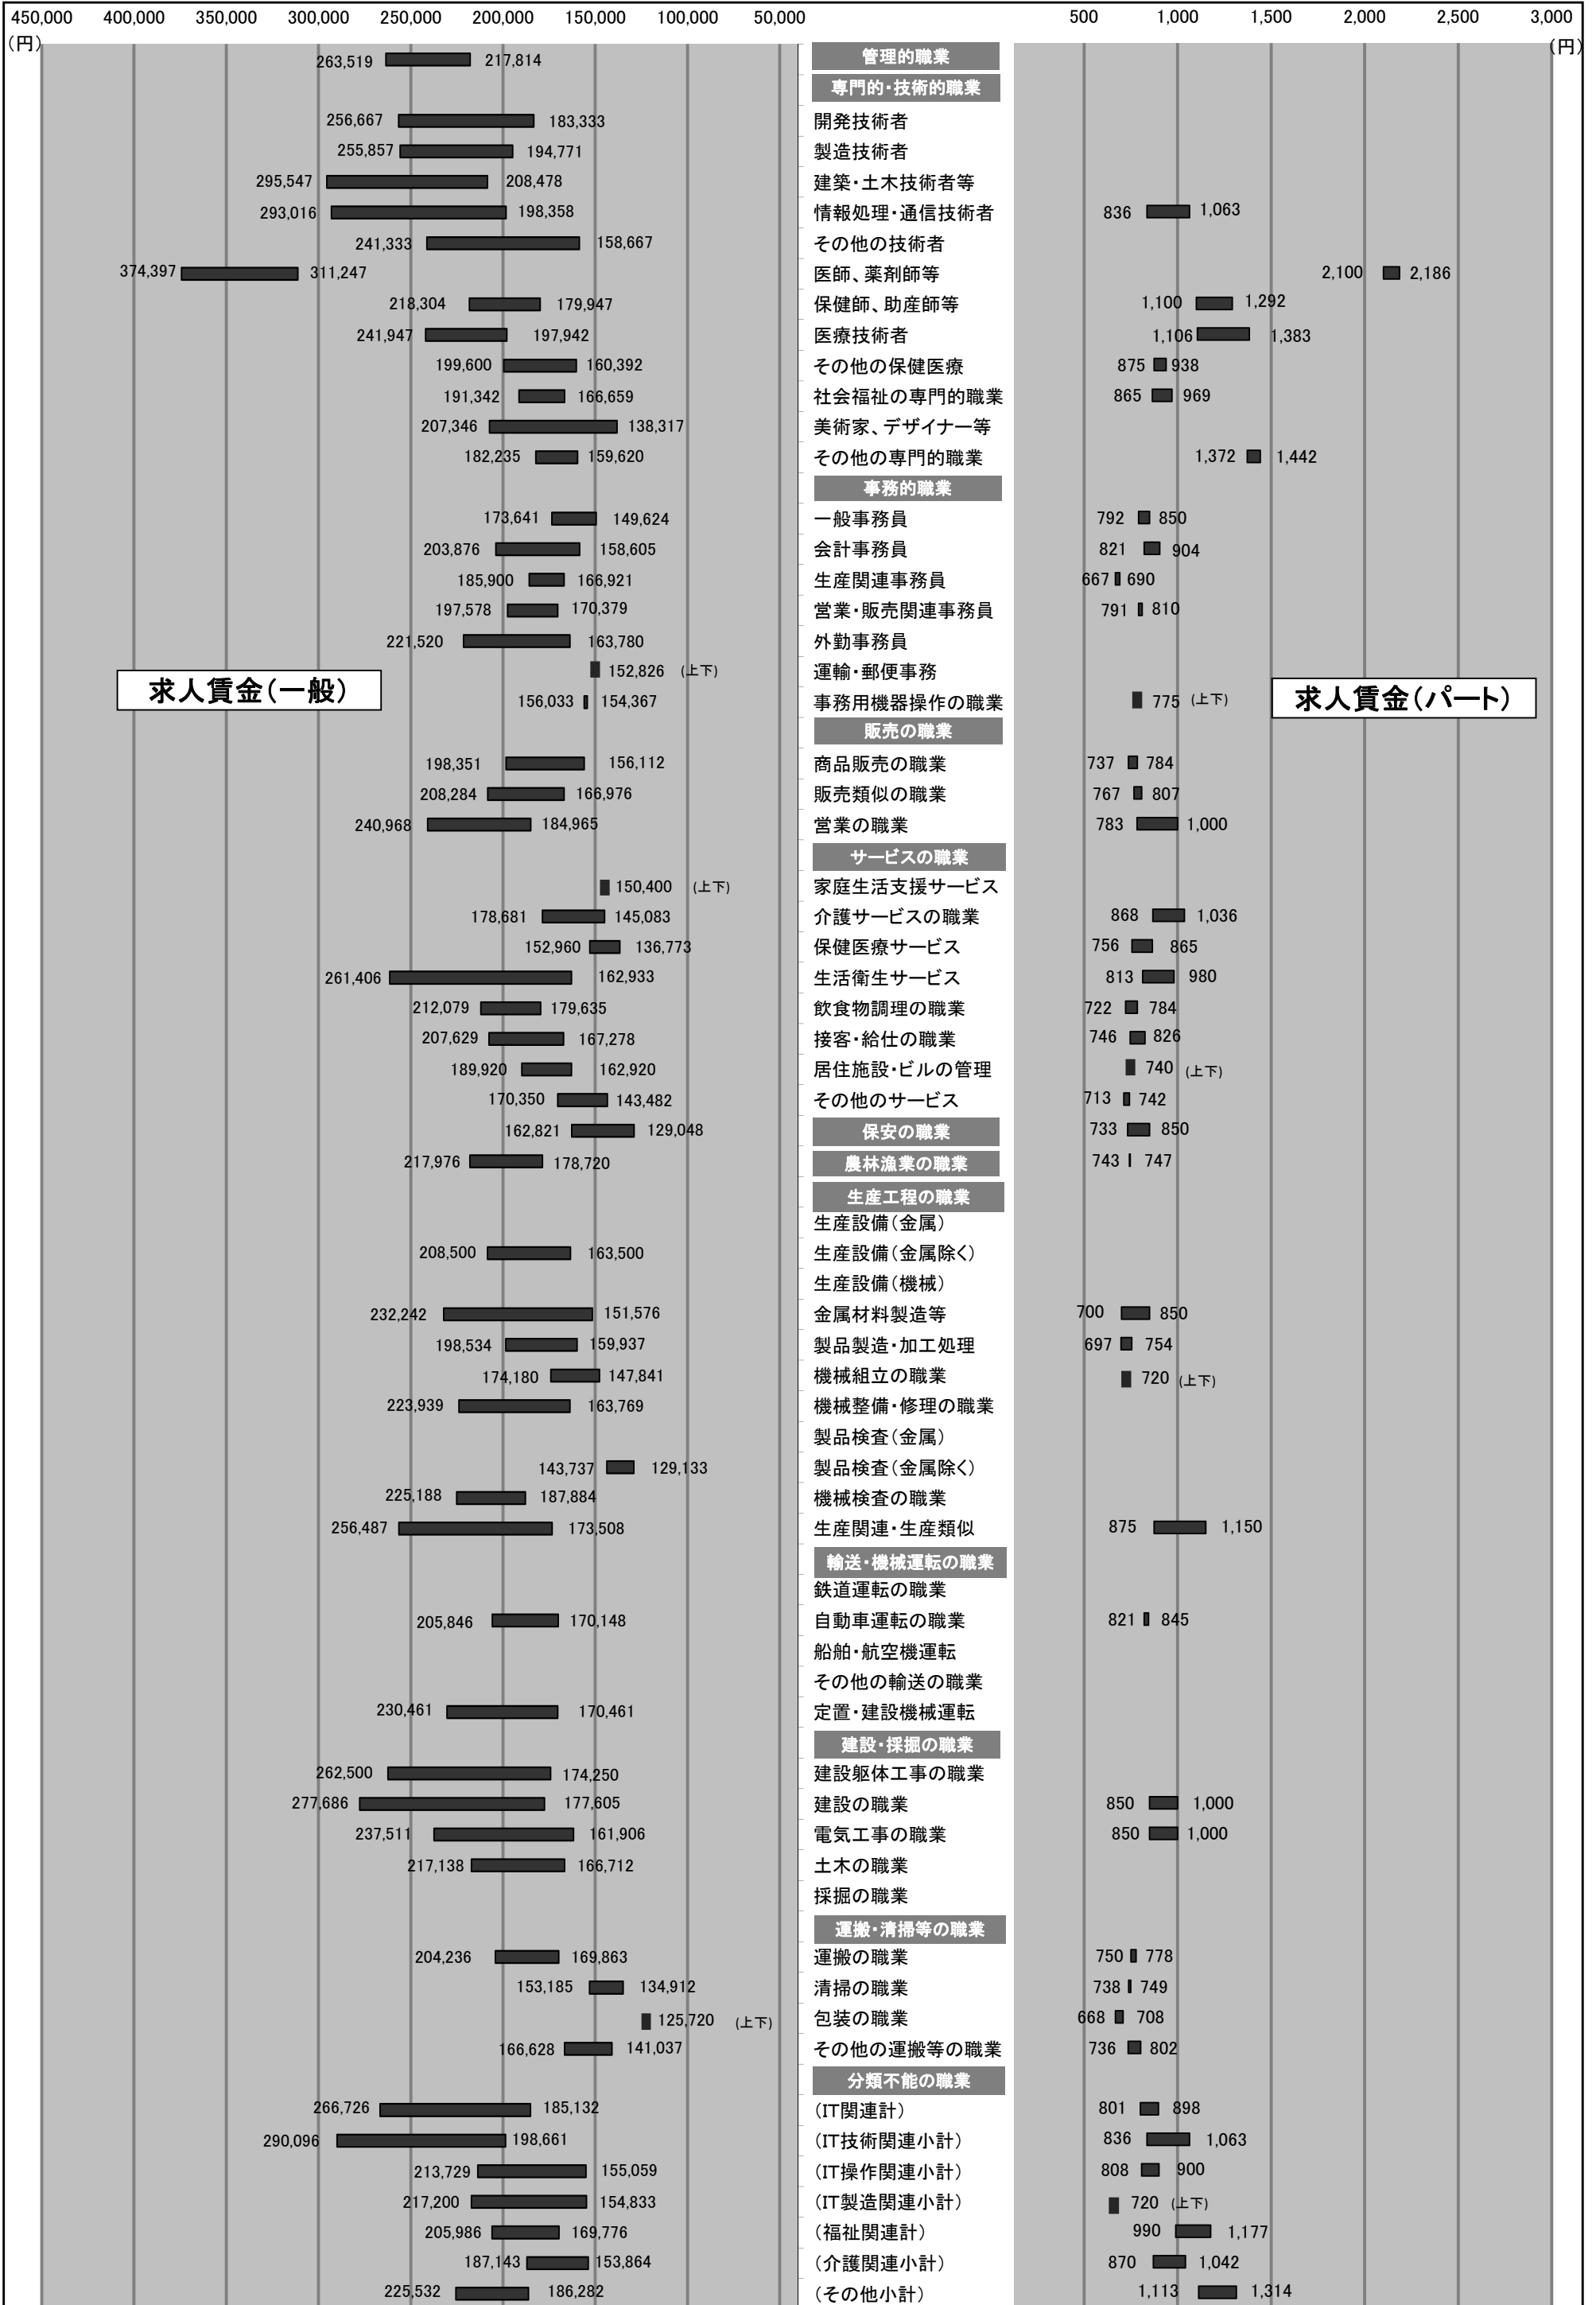 450,000 400,000 350,000 300,000 250,000 200,000 150,000 100,000 50,000 500 1,000 1,500 2,000 2,500 3,000
(円) (円)
263,519 217,814 管理的職業
専門的・技術的職業
256,667 183,333 開発技術者
255,857 194,771 製造技術者
295,547 208,478 建築・土木技術者等
293,016 198,358 情報処理・通信技術者 836 1,063
241,333 158,667 その他の技術者
374,397 311,247 医師、薬剤師等 2,100 2,186
218,304 179,947 保健師、助産師等 1,100 1,292
241,947 197,942 医療技術者 1,106 1,383
199,600 160,392 その他の保健医療 875 938
191,342 166,659 社会福祉の専門的職業 865 969
207,346 138,317 美術家、デザイナー等
182,235 159,620 その他の専門的職業 1,372 1,442
事務的職業
173,641 149,624 一般事務員 792 850
203,876 158,605 会計事務員 821 904
185,900 166,921 生産関連事務員 667 690
197,578 170,379 営業・販売関連事務員 791 810
221,520 163,780 外勤事務員
152,826 (上下) 運輸・郵便事務
求人賃金(一般) 求人賃金(パート)
156,033 154,367 事務用機器操作の職業 775 (上下)
販売の職業
198,351 156,112 商品販売の職業 737 784
208,284 166,976 販売類似の職業 767 807
240,968 184,965 営業の職業 783 1,000
サービスの職業
150,400 (上下) 家庭生活支援サービス
178,681 145,083 介護サービスの職業 868 1,036
152,960 136,773 保健医療サービス 756 865
261,406 162,933 生活衛生サービス 813 980
212,079 179,635 飲食物調理の職業 722 784
207,629 167,278 接客・給仕の職業 746 826
189,920 162,920 居住施設・ビルの管理 740 (上下)
170,350 143,482 その他のサービス 713 742
162,821 129,048 保安の職業 733 850
217,976 178,720 農林漁業の職業 743 747
生産工程の職業
生産設備(金属)
208,500 163,500 生産設備(金属除く)
生産設備(機械)
232,242 151,576 金属材料製造等 700 850
198,534 159,937 製品製造・加工処理 697 754
174,180 147,841 機械組立の職業 720 (上下)
223,939 163,769 機械整備・修理の職業
製品検査(金属)
143,737 129,133 製品検査(金属除く)
225,188 187,884 機械検査の職業
256,487 173,508 生産関連・生産類似 875 1,150
輸送・機械運転の職業
鉄道運転の職業
205,846 170,148 自動車運転の職業 821 845
船舶・航空機運転
その他の輸送の職業
230,461 170,461 定置・建設機械運転
建設・採掘の職業
262,500 174,250 建設躯体工事の職業
277,686 177,605 建設の職業 850 1,000
237,511 161,906 電気工事の職業 850 1,000
217,138 166,712 土木の職業
採掘の職業
運搬・清掃等の職業
204,236 169,863 運搬の職業 750 778
153,185 134,912 清掃の職業 738 749
125,720 (上下) 包装の職業 668 708
166,628 141,037 その他の運搬等の職業 736 802
分類不能の職業
266,726 185,132 (IT関連計) 801 898
290,096 198,661 (IT技術関連小計) 836 1,063
213,729 155,059 (IT操作関連小計) 808 900
217,200 154,833 (IT製造関連小計) 720 (上下)
205,986 169,776 (福祉関連計) 990 1,177
187,143 153,864 (介護関連小計) 870 1,042
225,532 186,282 (その他小計) 1,113 1,314